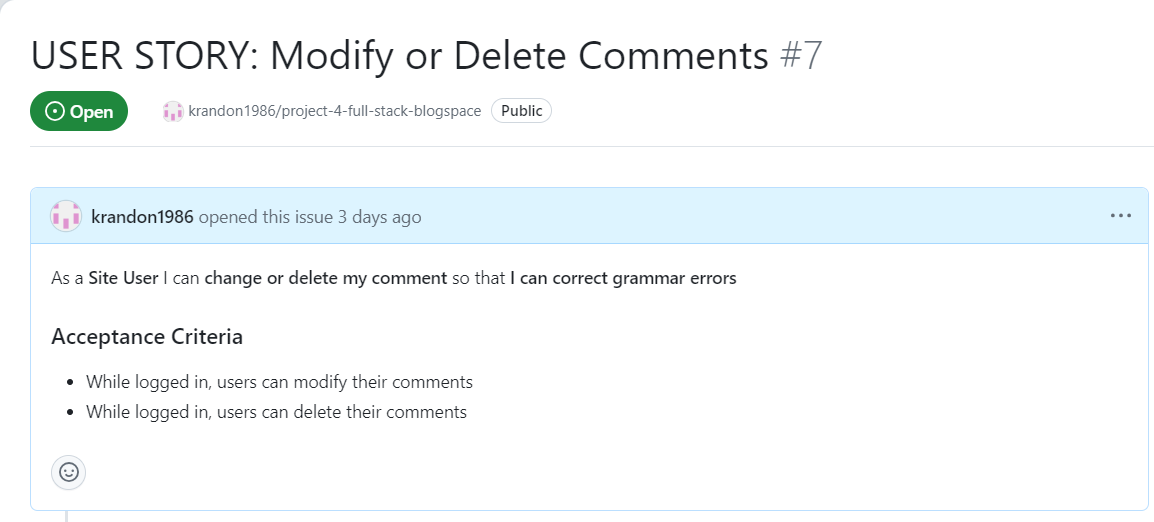 USER STORY: Modify or Delete Comments #7
Open krandon1986/project-4-full-stack-blogspace Public
krandon1986 opened this issue 3 days ago
As a Site User I can change or delete my comment so that I can correct grammar errors
Acceptance Criteria
While logged in, users can modify their comments
While logged in, users can delete their comments